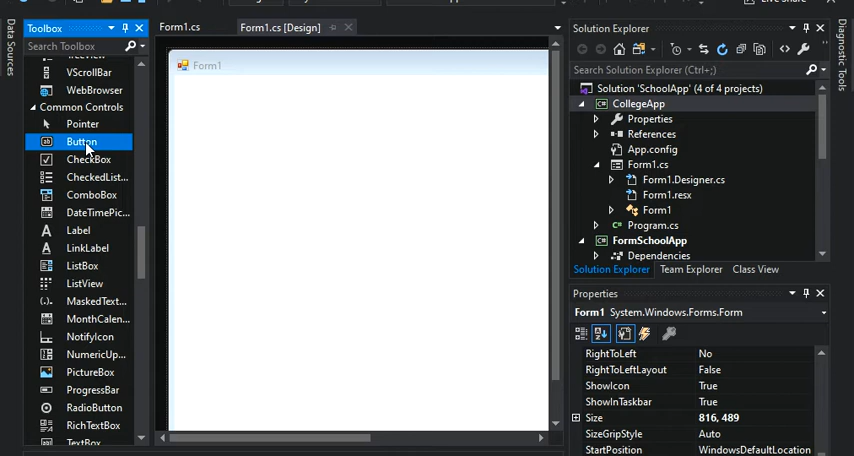 Live Share
Data Sources
Toolbox
Search Toolbox
TreeView
VScrollBar
WebBrowser
Common Controls
Pointer
Button
CheckBox
CheckedList...
ComboBox
DateTimePic...
Label
LinkLabel
ListBox
ListView
MaskedText...
MonthCalen...
NotifyIcon
NumericUp...
PictureBox
ProgressBar
RadioButton
RichTextBox
TextBox
Form1.cs
Form1.cs [Design]
Form1
Solution Explorer
Search Solution Explorer (Ctrl+;)
Solution 'SchoolApp' (4 of 4 projects)
CollegeApp
Properties
References
App.config
Form1.cs
Form1.Designer.cs
Form1.resx
Form1
Program.cs
FormSchoolApp
Dependencies
Solution Explorer Team Explorer Class View
Properties
Form1 System.Windows.Forms.Form
RightToLeft No
RightToLeftLayout False
ShowIcon True
ShowInTaskbar True
Size 816, 489
SizeGripStyle Auto
StartPosition WindowsDefaultLocation
Diagnostic Tools